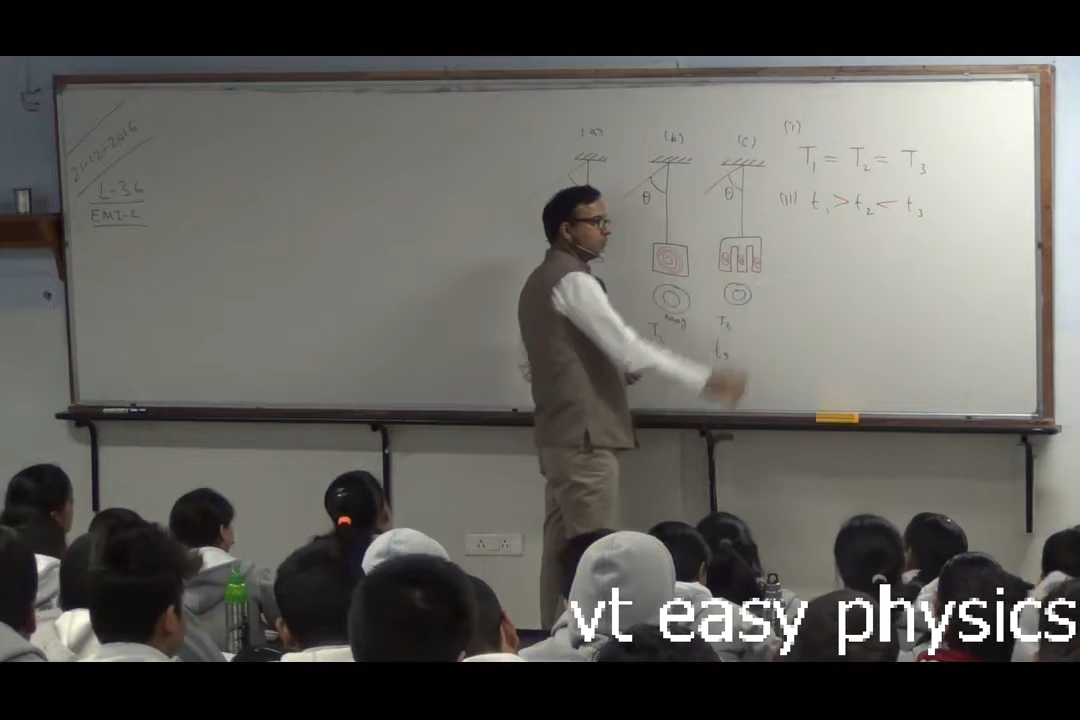 21-12-2016
L-36
EMI-2
(a)
(b)
(c)
θ
θ
Mag
T₂
T₃
t₃
(i)
T₁ = T₂ = T₃
(ii) t₁ > t₂ < t₃
vt easy physics